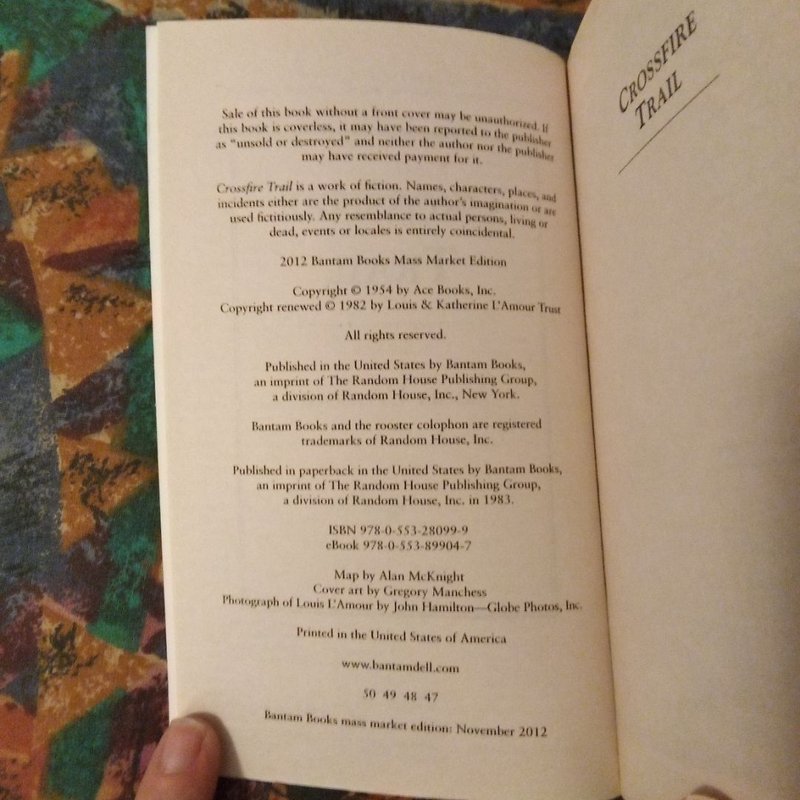 Sale of this book without a front cover may be unauthorized. If
this book is coverless, it may have been reported to the publisher
as "unsold or destroyed" and neither the author nor the publisher
may have received payment for it.
Crossfire Trail is a work of fiction. Names, characters, places, and
incidents either are the product of the author's imagination or are
used fictitiously. Any resemblance to actual persons, living or
dead, events or locales is entirely coincidental.
2012 Bantam Books Mass Market Edition
Copyright © 1954 by Ace Books, Inc.
Copyright renewed © 1982 by Louis & Katherine L'Amour Trust
All rights reserved.
Published in the United States by Bantam Books,
an imprint of The Random House Publishing Group,
a division of Random House, Inc., New York.
Bantam Books and the rooster colophon are registered
trademarks of Random House, Inc.
Published in paperback in the United States by Bantam Books,
an imprint of The Random House Publishing Group,
a division of Random House, Inc. in 1983.
ISBN 978-0-553-28099-9
eBook 978-0-553-89904-7
Map by Alan McKnight
Cover art by Gregory Manchess
Photograph of Louis L'Amour by John Hamilton—Globe Photos, Inc.
Printed in the United States of America
www.bantamdell.com
50 49 48 47
Bantam Books mass market edition: November 2012
CROSSFIRE
TRAIL